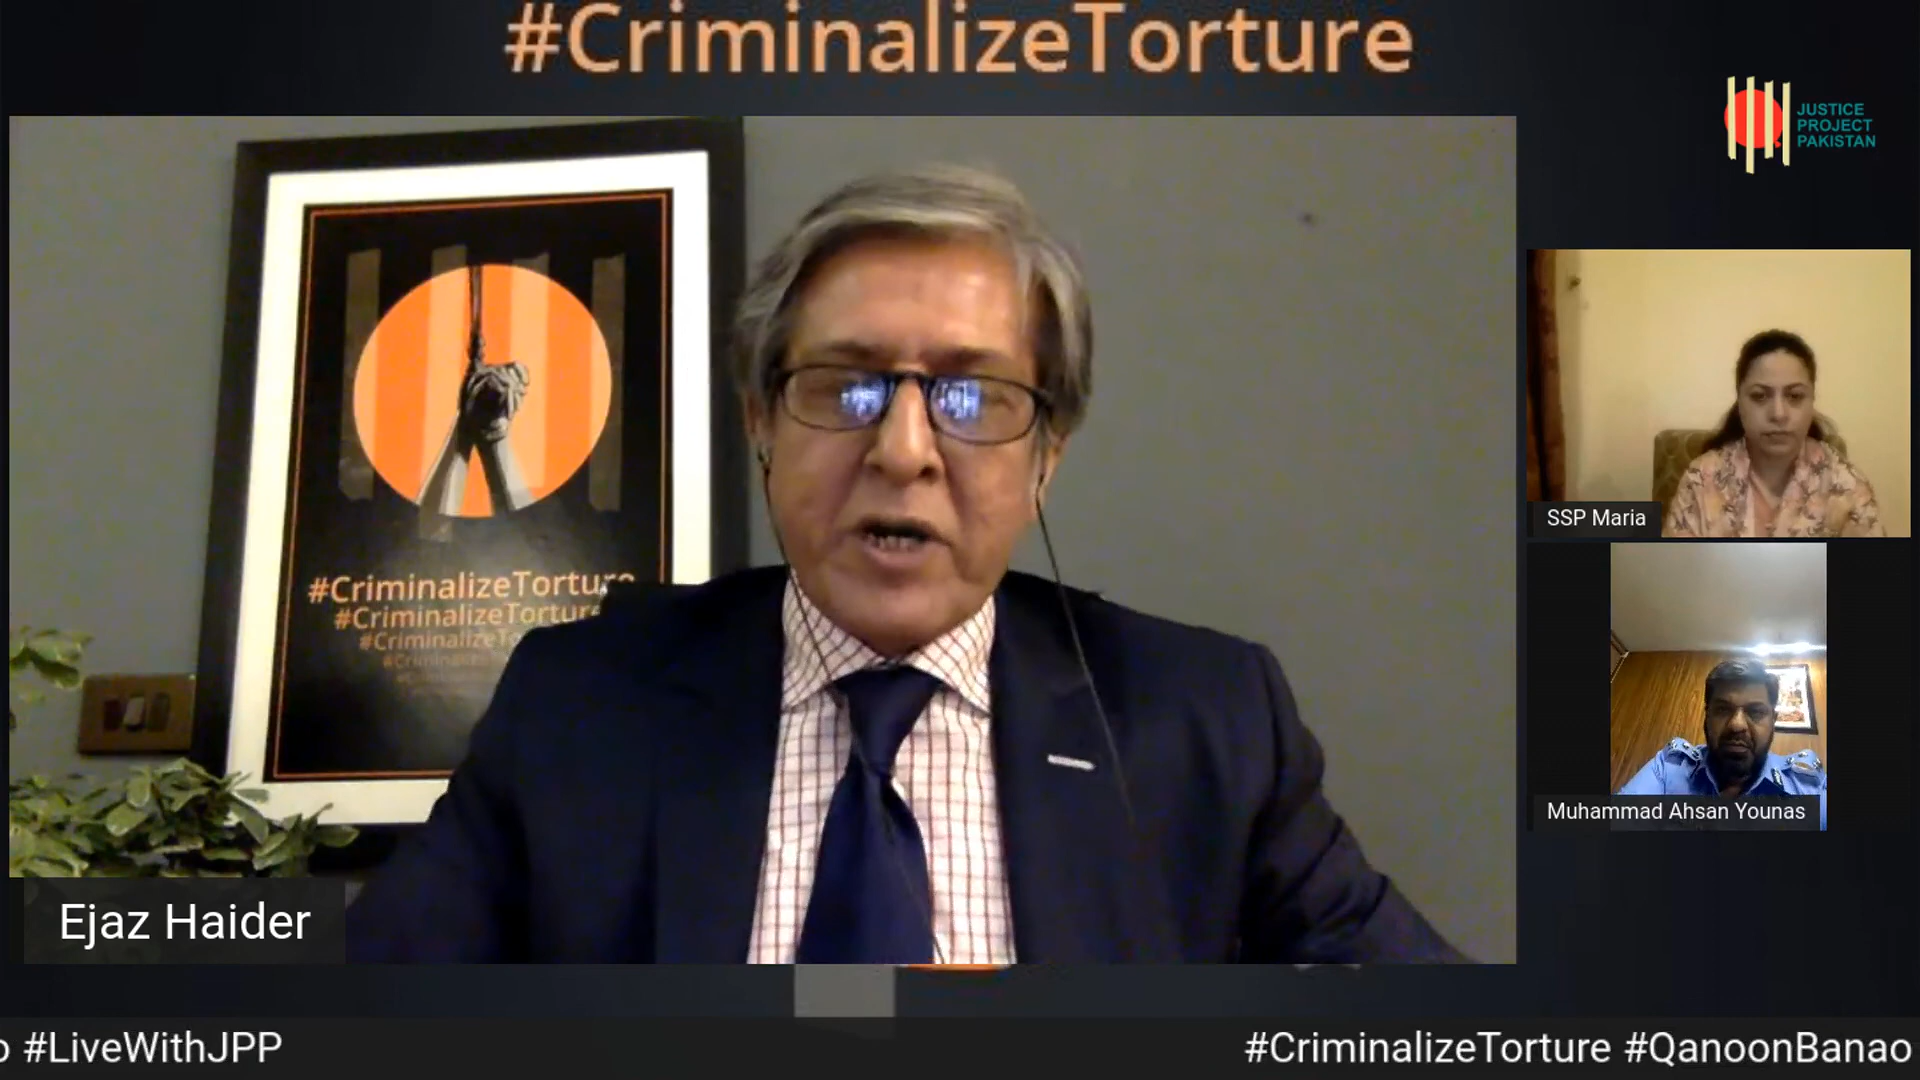 #CriminalizeTorture
JUSTICE
PROJECT
PAKISTAN
#CriminalizeTorture
#CriminalizeTorture
SSP Maria
Muhammad Ahsan Younas
Ejaz Haider
#LiveWithJPP
#CriminalizeTorture #QanoonBanao